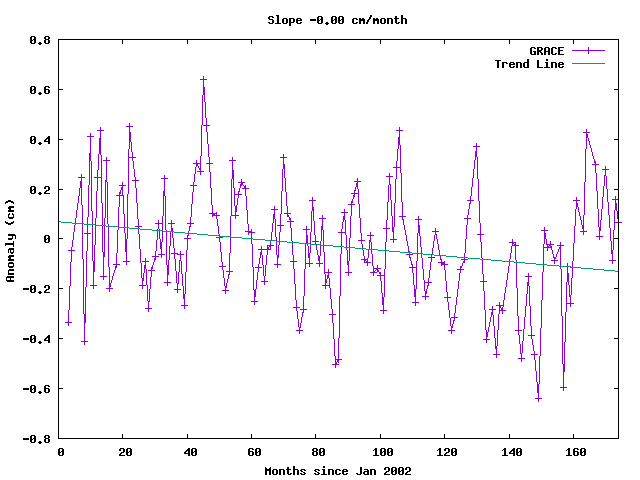 Slope -0.00 cm/month
GRACE
Trend Line
0.8
0.6
0.4
0.2
0
-0.2
-0.4
-0.6
-0.8
Anomaly (cm)
0 20 40 60 80 100 120 140 160
Months since Jan 2002